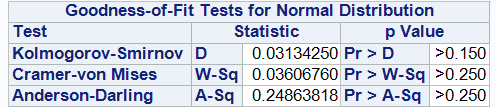 Goodness-of-Fit Tests for Normal Distribution
Test Statistic p Value
Kolmogorov-Smirnov D 0.03134250 Pr > D >0.150
Cramer-von Mises W-Sq 0.03606760 Pr > W-Sq >0.250
Anderson-Darling A-Sq 0.24863818 Pr > A-Sq >0.250